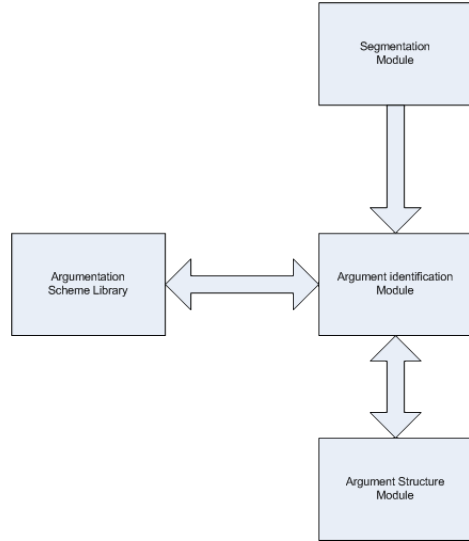 Segmentation
Module
Argumentation
Scheme Library
Argument identification
Module
Argument Structure
Module